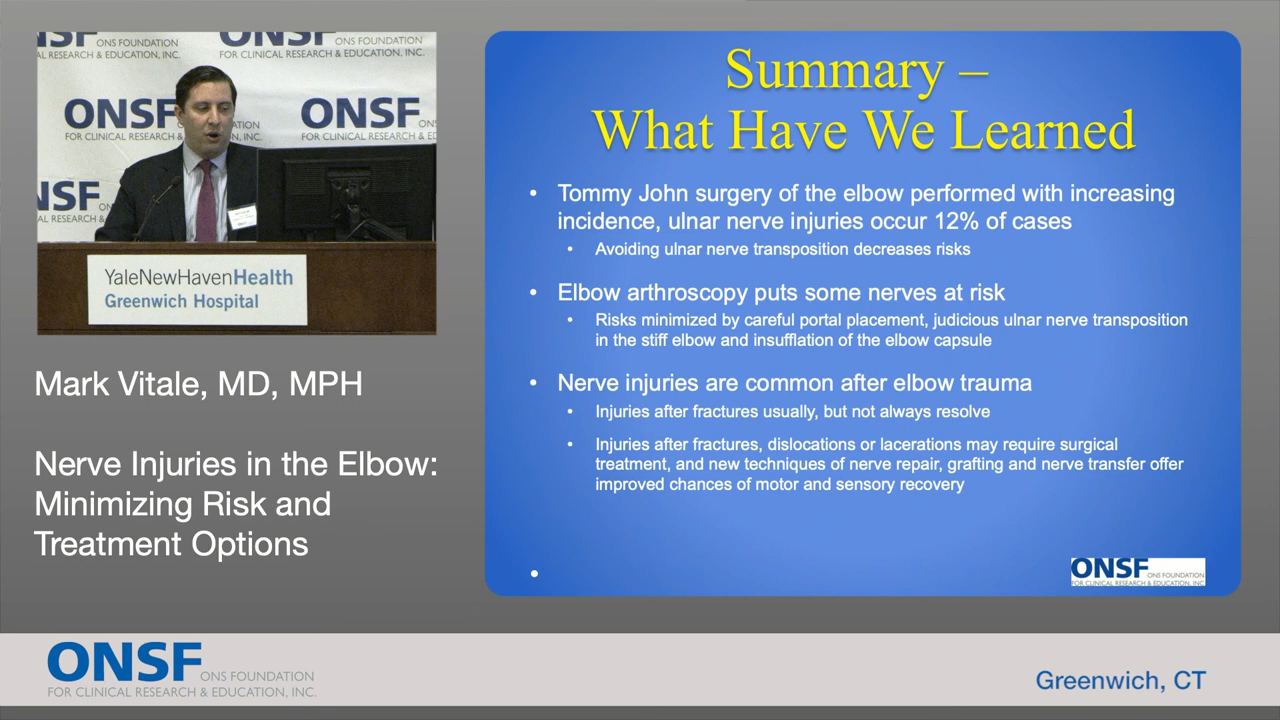 NSF ONS FOUNDATION
AL RESEARCH & EDUCATION, INC.
ONSF ONS FOUNDATION
FOR CLINICAL RESEARCH & EDUCATION, INC.
ONSF
FOR CLINICAL RESEARCH &
INC.
ONSF
FOR CLINICAL RESEARCH &
NSF
YaleNewHavenHealth
Greenwich Hospital
Mark Vitale, MD, MPH
Nerve Injuries in the Elbow:
Minimizing Risk and
Treatment Options
Summary –
What Have We Learned
• Tommy John surgery of the elbow performed with increasing
incidence, ulnar nerve injuries occur 12% of cases
• Avoiding ulnar nerve transposition decreases risks
• Elbow arthroscopy puts some nerves at risk
• Risks minimized by careful portal placement, judicious ulnar nerve transposition
in the stiff elbow and insufflation of the elbow capsule
• Nerve injuries are common after elbow trauma
• Injuries after fractures usually, but not always resolve
• Injuries after fractures, dislocations or lacerations may require surgical
treatment, and new techniques of nerve repair, grafting and nerve transfer offer
improved chances of motor and sensory recovery
•
ONSF ONS FOUNDATION
FOR CLINICAL RESEARCH & EDUCATION, INC
ONSF ONS FOUNDATION
FOR CLINICAL RESEARCH & EDUCATION, INC.
Greenwich, CT